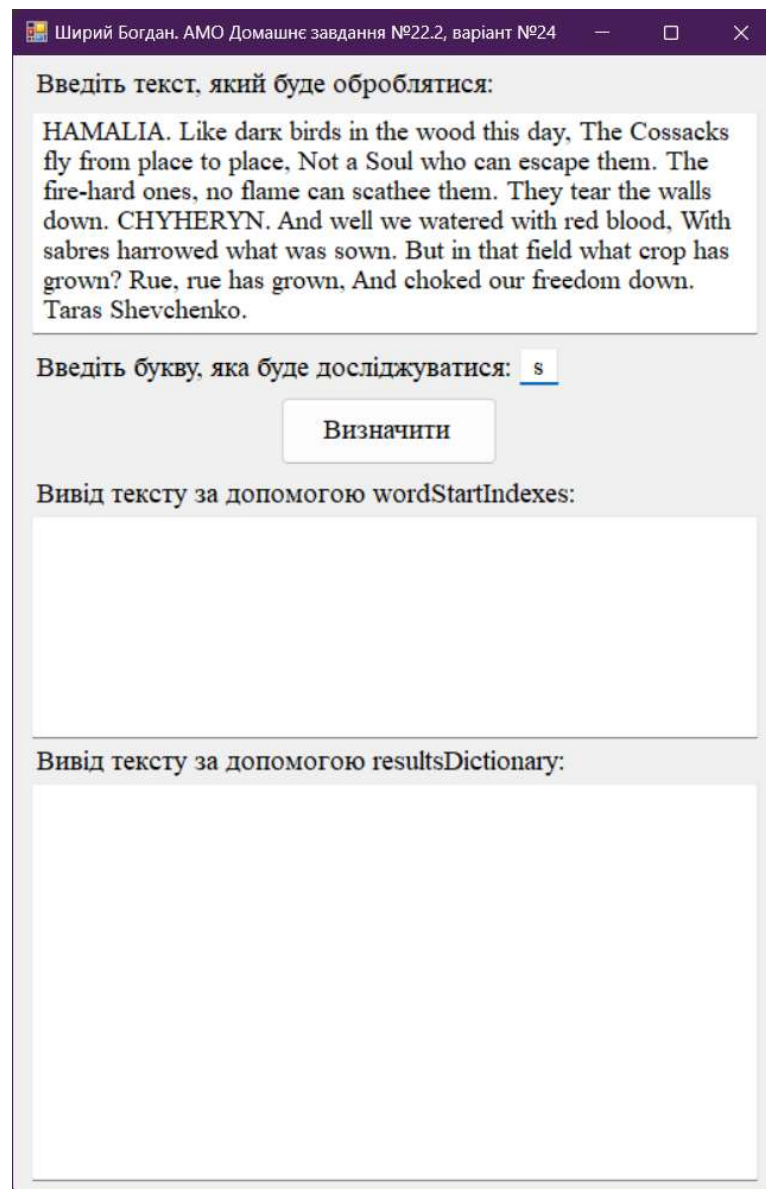 Ширий Богдан. АМО Домашнє завдання №22.2, варіант №24
Введіть текст, який буде оброблятися:
HAMALIA. Like darк birds in the wood this day, The Cossacks
fly from place to place, Not a Soul who can escape them. The
fire-hard ones, no flame can scathee them. They tear the walls
down. CHYHERYN. And well we watered with red blood, With
sabres harrowed what was sown. But in that field what crop has
grown? Rue, rue has grown, And choked our freedom down.
Taras Shevchenko.
Введіть букву, яка буде досліджуватися: s
Визначити
Вивід тексту за допомогою wordStartIndexes:
Вивід тексту за допомогою resultsDictionary: